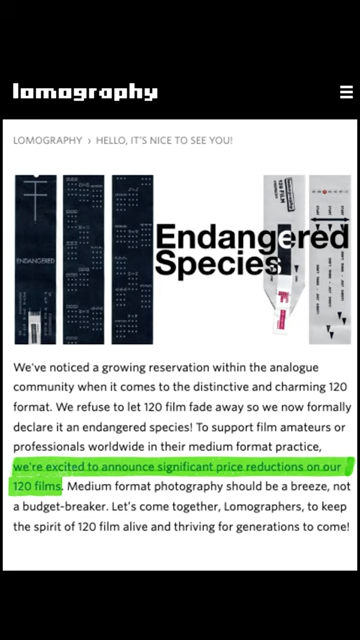 lomography
LOMOGRAPHY › HELLO, IT'S NICE TO SEE YOU!
ENDANGERED
120 FILM
Endangered
Species
We've noticed a growing reservation within the analogue
community when it comes to the distinctive and charming 120
format. We refuse to let 120 film fade away so we now formally
declare it an endangered species! To support film amateurs or
professionals worldwide in their medium format practice,
we're excited to announce significant price reductions on our
120 films. Medium format photography should be a breeze, not
a budget-breaker. Let's come together, Lomographers, to keep
the spirit of 120 film alive and thriving for generations to come!